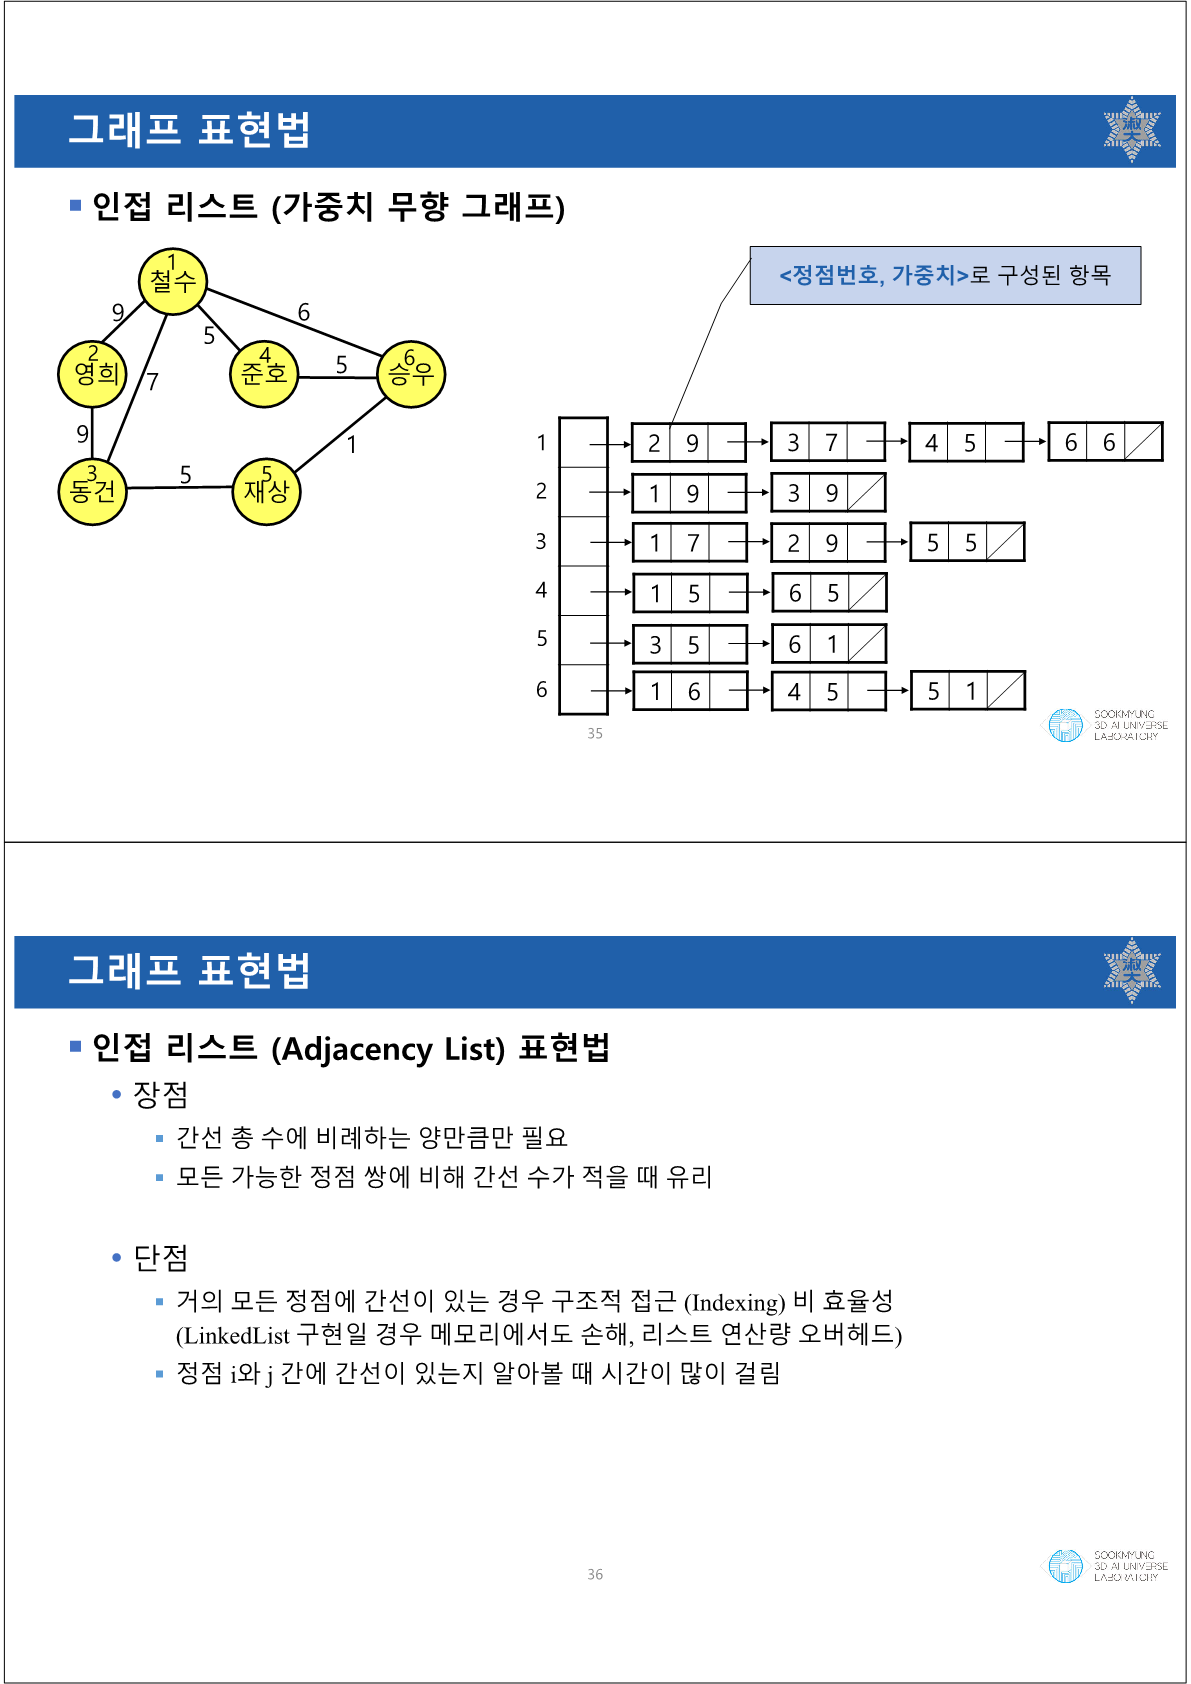 그래프 표현법
인접 리스트 (가중치 무향 그래프)
<정점번호, 가중치>로 구성된 항목
1
철수
9
6
5
2
영희
7
4
준호
5
6
승우
9
1
3
동건
5
5
재상
1 2 9 3 7 4 5 6 6
2 1 9 3 9
3 1 7 2 9 5 5
4 1 5 6 5
5 3 5 6 1
6 1 6 4 5 5 1
35
SOOKMYUNG
3D AI UNIVERSE
LABORATORY
그래프 표현법
인접 리스트 (Adjacency List) 표현법
장점
간선 총 수에 비례하는 양만큼만 필요
모든 가능한 정점 쌍에 비해 간선 수가 적을 때 유리
단점
거의 모든 정점에 간선이 있는 경우 구조적 접근 (Indexing) 비 효율성
(LinkedList 구현일 경우 메모리에서도 손해, 리스트 연산량 오버헤드)
정점 i와 j 간에 간선이 있는지 알아볼 때 시간이 많이 걸림
36
SOOKMYUNG
3D AI UNIVERSE
LABORATORY